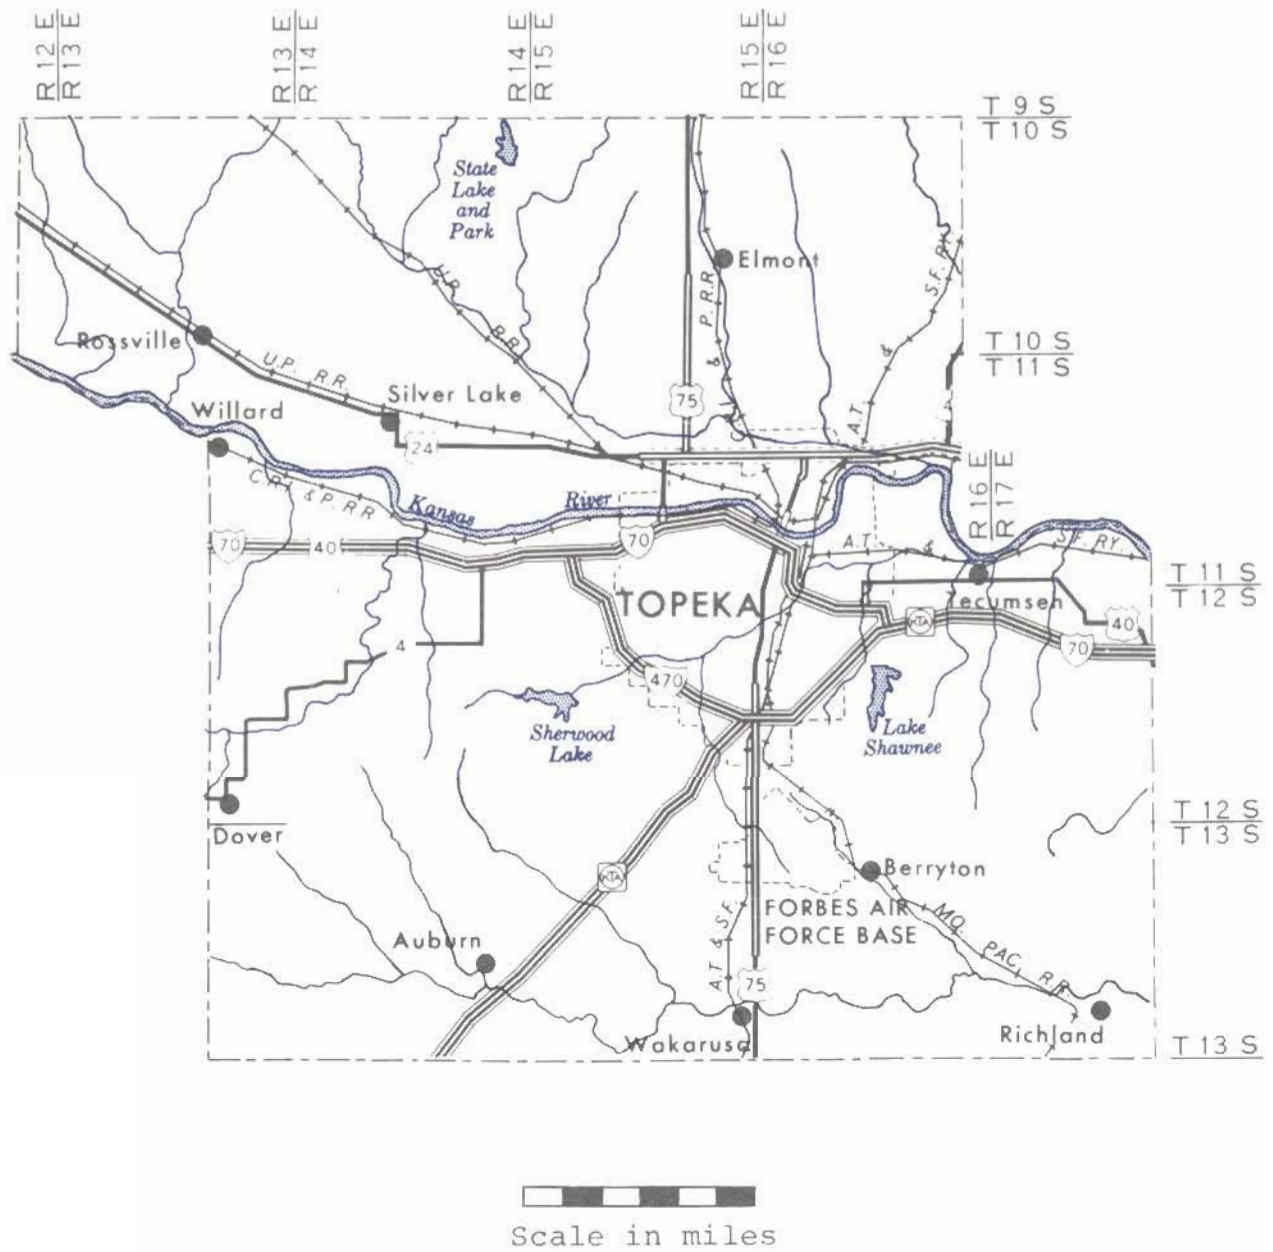 R 12 E
R 13 E
R 13 E
R 14 E
R 14 E
R 15 E
R 15 E
R 16 E
T 9 S
T 10 S
State
Lake
and
Park
Elmont
S.F. RY.
U.P.
R.R.
P. R.R.
&
&
A.T.
T 10 S
T 11 S
Rossville
U.P. R.R.
Silver Lake
75
Willard
24
R 16 E
R 17 E
C.R.I. & P. R R
Kansas
River
70
40
70
A.T. & S.F. RY.
T 11 S
T 12 S
TOPEKA
Tecumseh
KTA
40
70
4
470
Sherwood
Lake
Lake
Shawnee
T 12 S
T 13 S
Dover
KTA
Berryton
FORBES AIR
FORCE BASE
MO. PAC. R.R.
Auburn
A.T. & S.F.
75
Wakarusa
Richland
T 13 S
Scale in miles